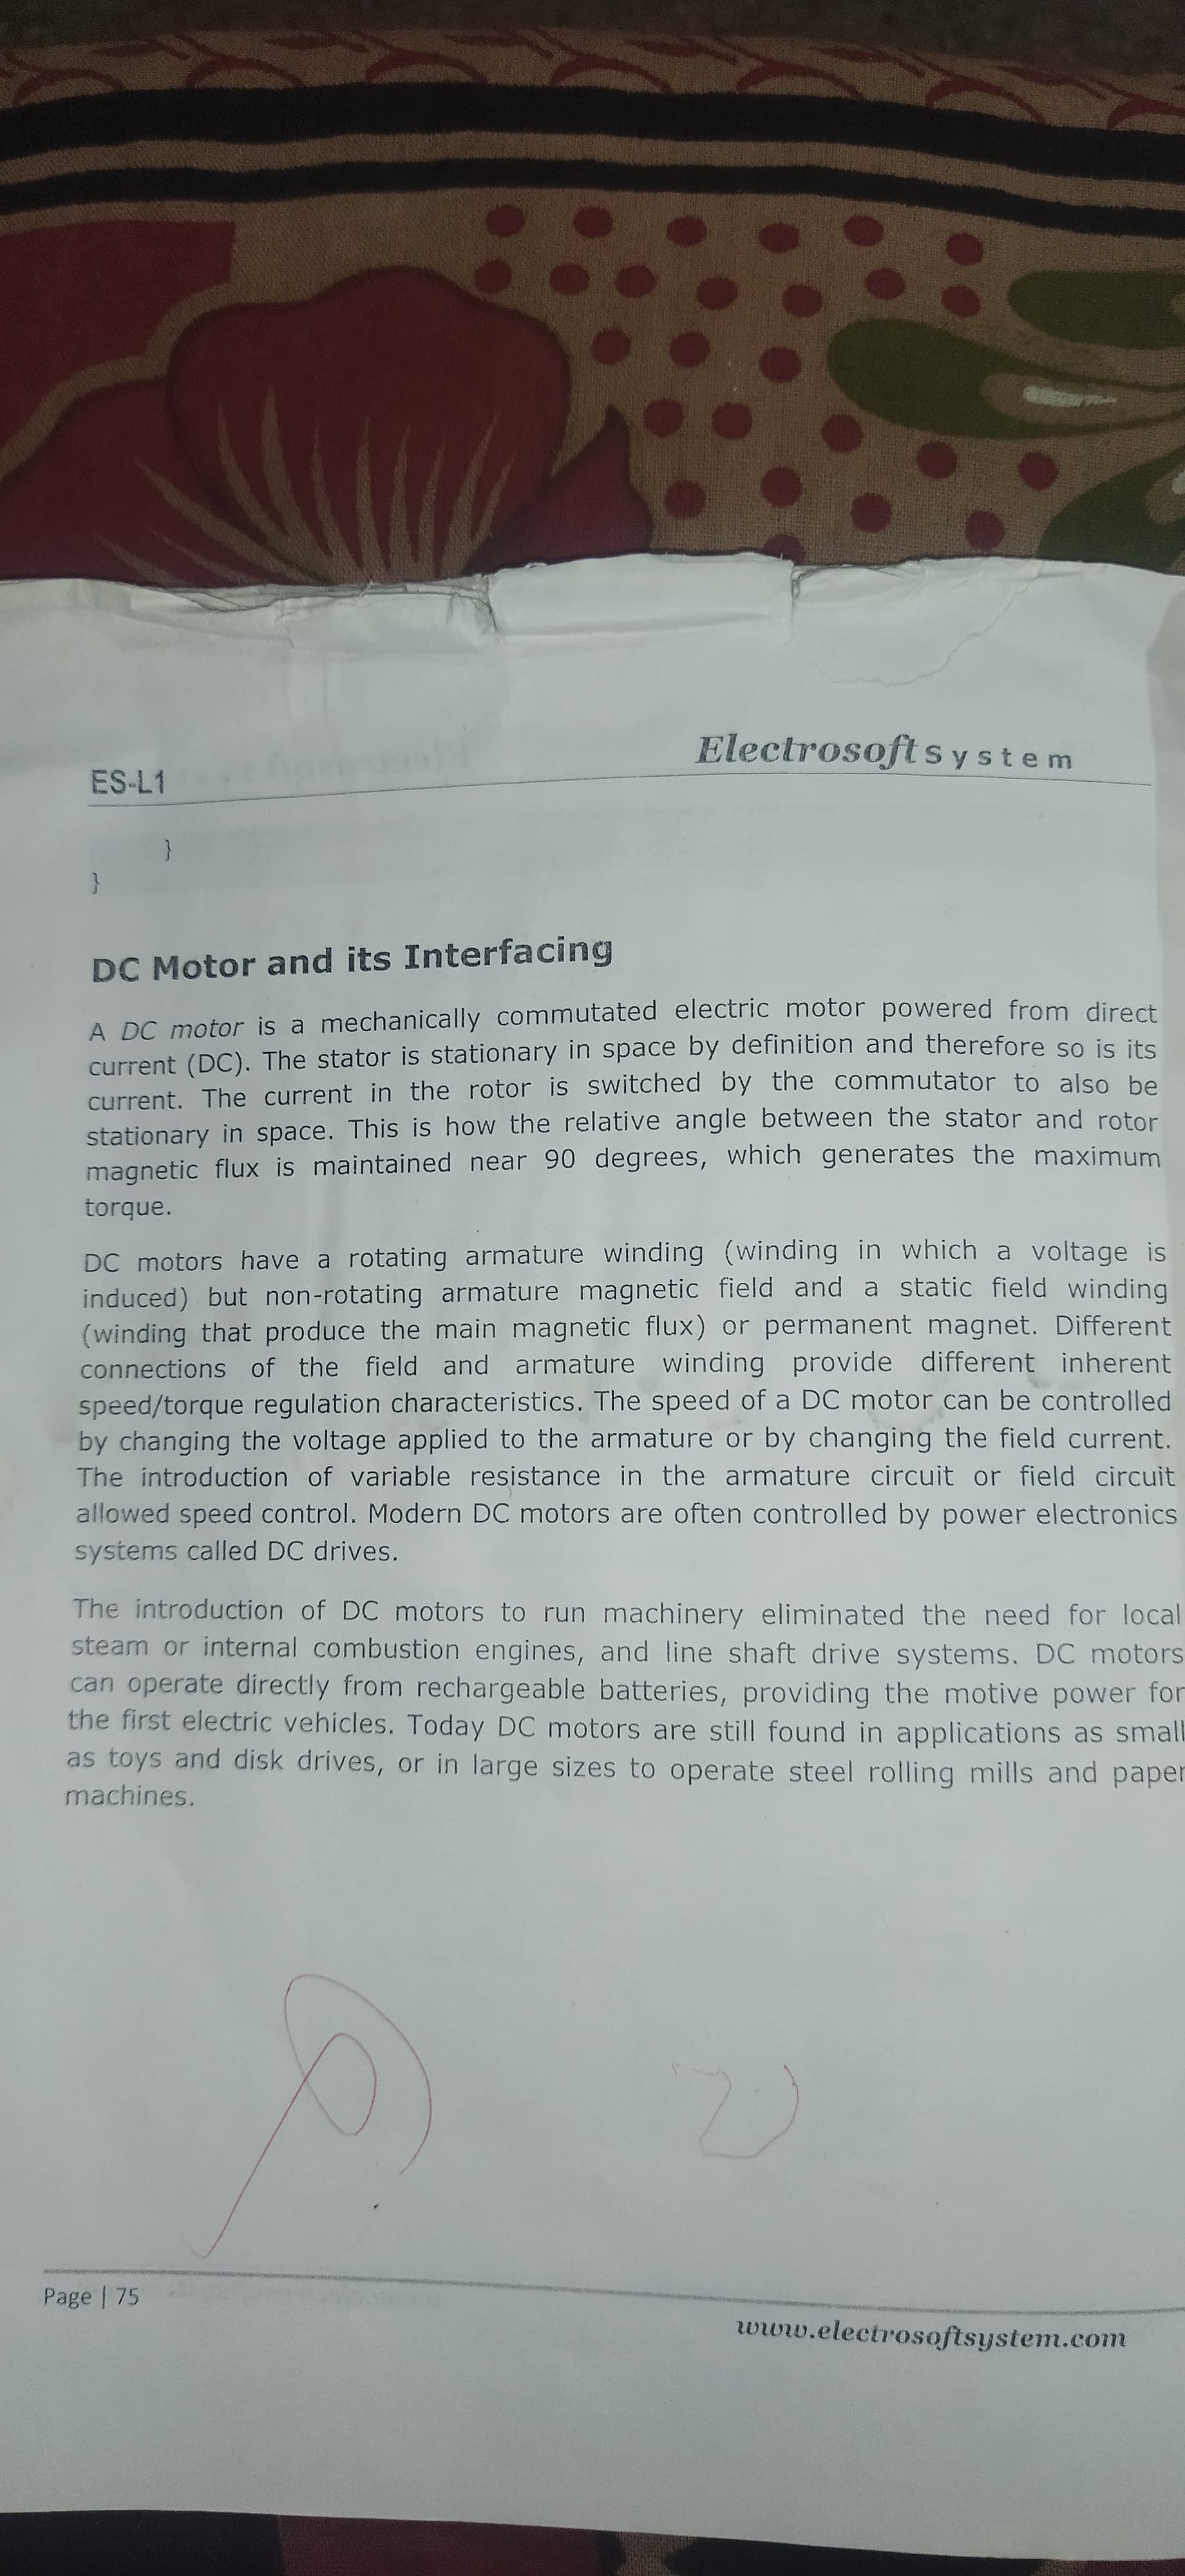 ES-L1 Electrosoft System
}
}
DC Motor and its Interfacing
A DC motor is a mechanically commutated electric motor powered from direct
current (DC). The stator is stationary in space by definition and therefore so is its
current. The current in the rotor is switched by the commutator to also be
stationary in space. This is how the relative angle between the stator and rotor
magnetic flux is maintained near 90 degrees, which generates the maximum
torque.
DC motors have a rotating armature winding (winding in which a voltage is
induced) but non-rotating armature magnetic field and a static field winding
(winding that produce the main magnetic flux) or permanent magnet. Different
connections of the field and armature winding provide different inherent
speed/torque regulation characteristics. The speed of a DC motor can be controlled
by changing the voltage applied to the armature or by changing the field current.
The introduction of variable resistance in the armature circuit or field circuit
allowed speed control. Modern DC motors are often controlled by power electronics
systems called DC drives.
The introduction of DC motors to run machinery eliminated the need for local
steam or internal combustion engines, and line shaft drive systems. DC motors
can operate directly from rechargeable batteries, providing the motive power for
the first electric vehicles. Today DC motors are still found in applications as small
as toys and disk drives, or in large sizes to operate steel rolling mills and paper
machines.
Page | 75
www.electrosoftsystem.com